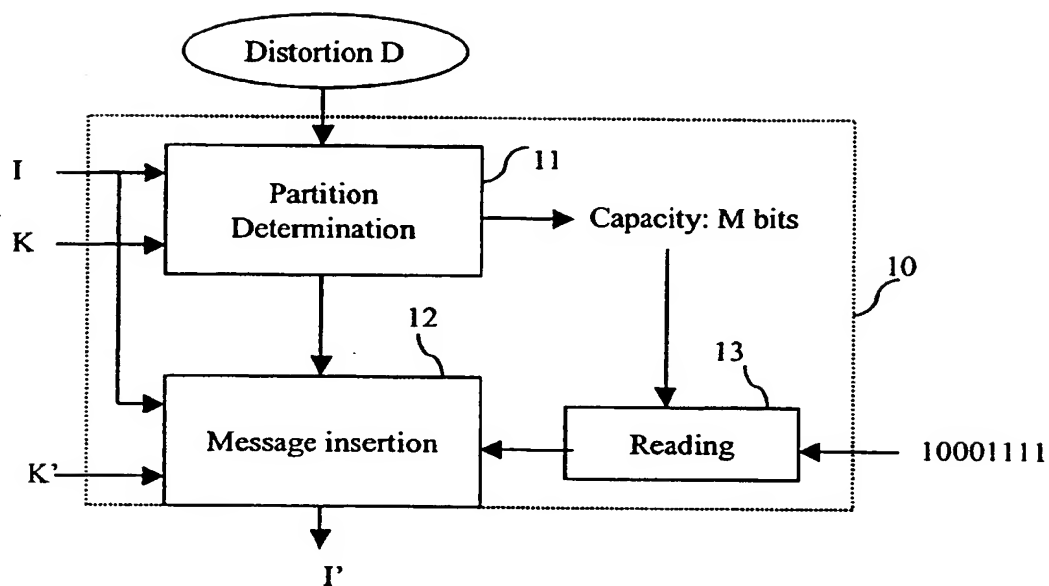 Distortion D
I
11
Partition
Determination
Capacity: M bits
K
10
12
13
Message insertion
Reading
10001111
K'
I'